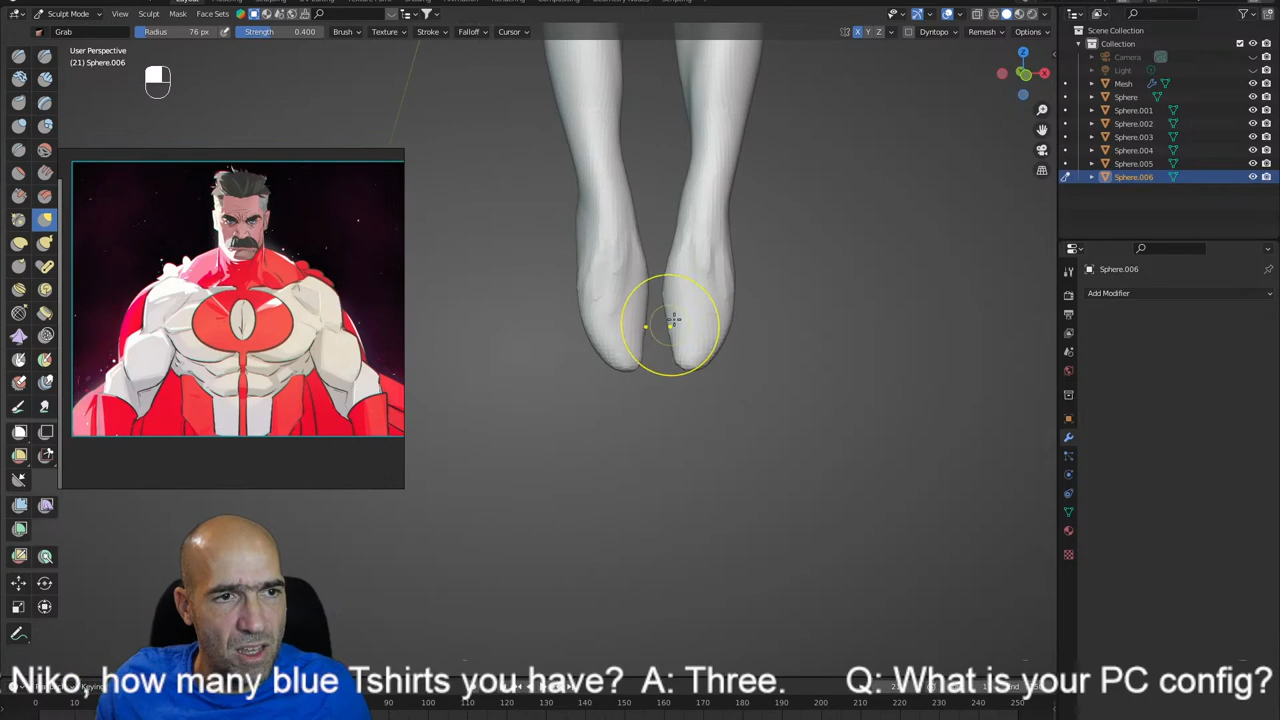 Sculpt Mode View Sculpt Mask Face Sets Options
Grab Radius 76 px Strength 0.400 Brush Texture Stroke Falloff Cursor X Y Z Dyntopo Remesh Options
User Perspective
(21) Sphere.006
Scene Collection
Collection
Camera
Light
Mesh
Sphere
Sphere.001
Sphere.002
Sphere.003
Sphere.004
Sphere.005
Sphere.006
Sphere.006
Add Modifier
Z
X
Niko, how many blue Tshirts you have? A: Three. Q: What is your PC config?